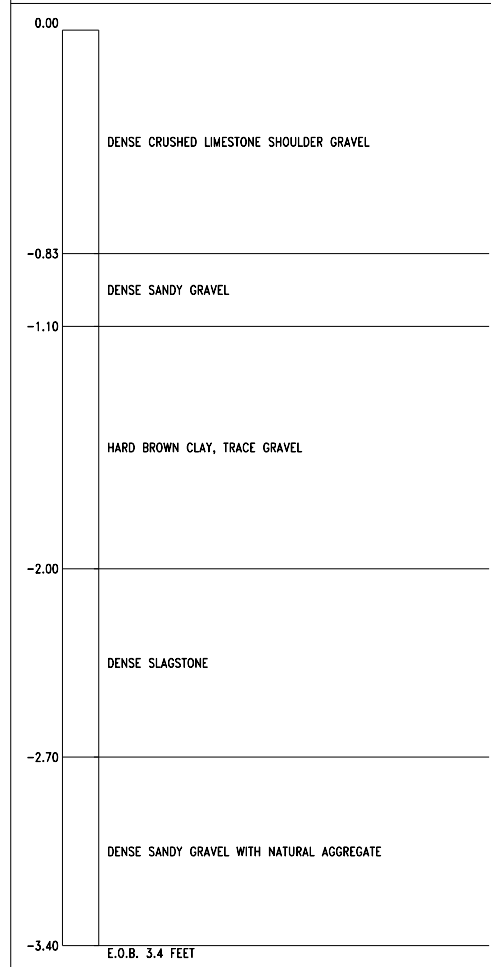 0.00
DENSE CRUSHED LIMESTONE SHOULDER GRAVEL
-0.83
DENSE SANDY GRAVEL
-1.10
HARD BROWN CLAY, TRACE GRAVEL
-2.00
DENSE SLAGSTONE
-2.70
DENSE SANDY GRAVEL WITH NATURAL AGGREGATE
-3.40
E.O.B. 3.4 FEET